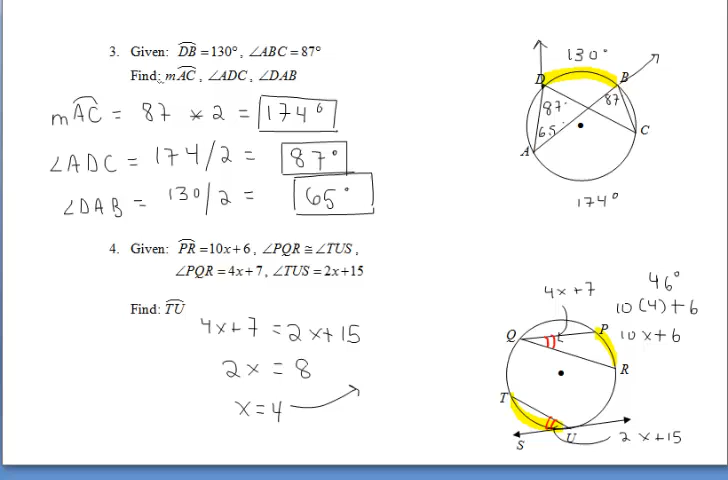 3. Given: DB = 130°, ∠ABC = 87°
Find: mAC, ∠ADC, ∠DAB
mAC = 87 * 2 = 174°
∠ADC = 174/2 = 87°
∠DAB = 130/2 = 65°
130°
D
B
87°
87
65
C
A
174°
4. Given: PR = 10x+6, ∠PQR ≅ ∠TUS,
∠PQR = 4x+7, ∠TUS = 2x+15
Find: TU
4x+7 = 2x+15
2x = 8
x=4
46°
4x+7
10(4)+6
10x+6
Q
P
R
T
S
U
2x+15